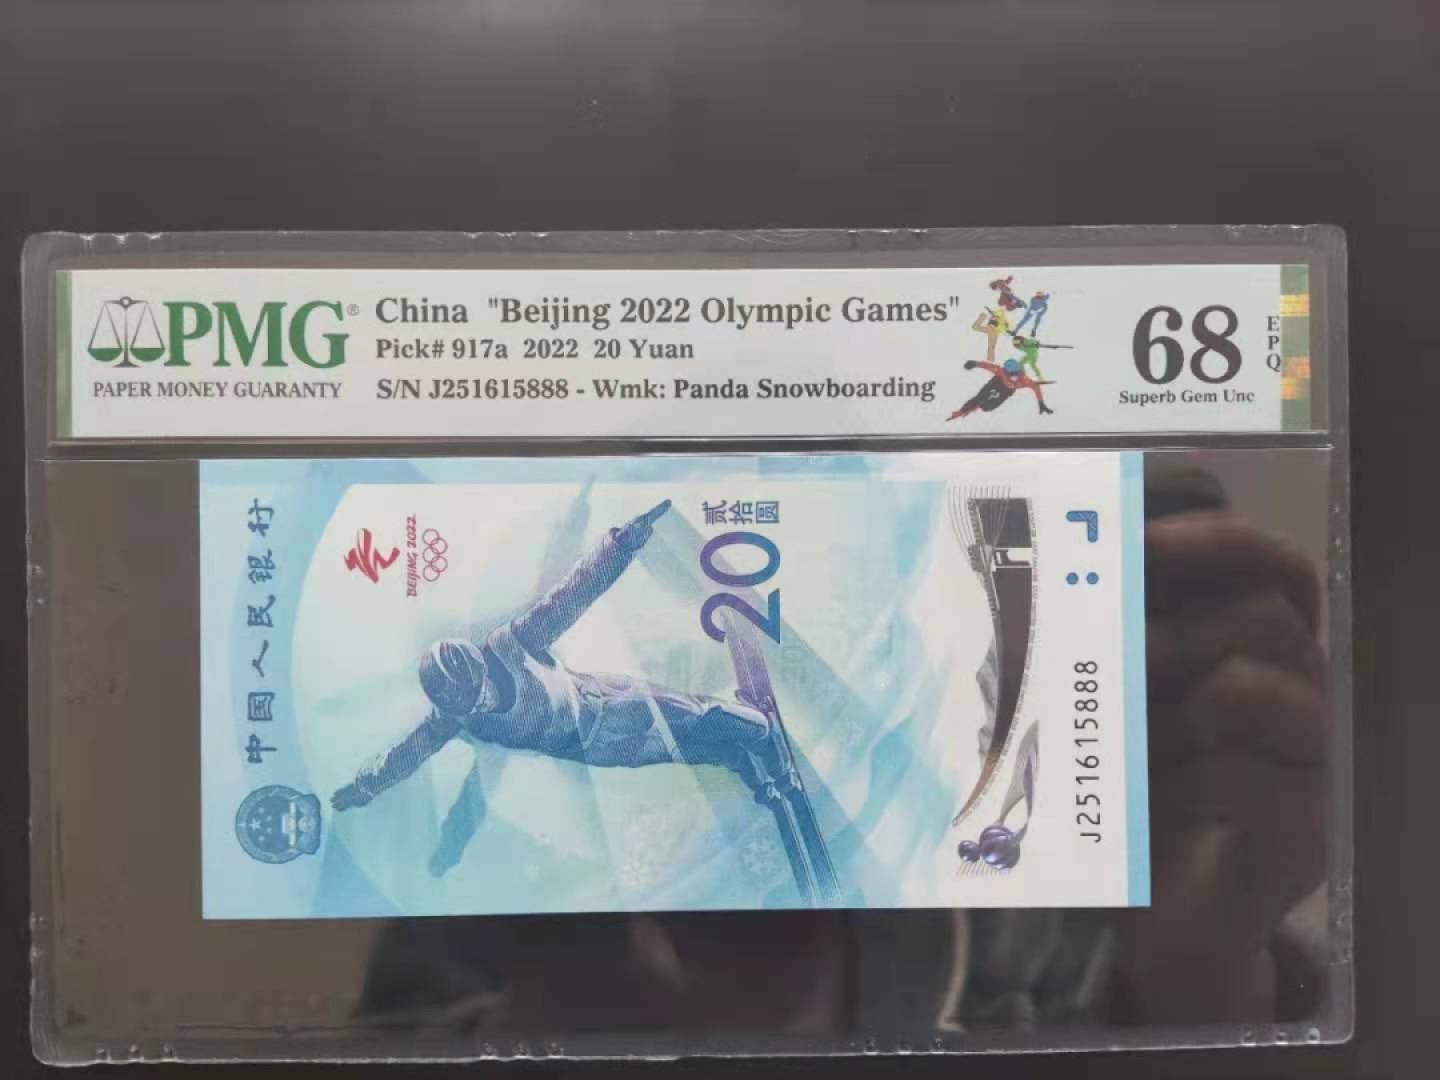 PMG®
PAPER MONEY GUARANTY
China "Beijing 2022 Olympic Games"
Pick# 917a 2022 20 Yuan
S/N J251615888 - Wmk: Panda Snowboarding
68
EPQ
Superb Gem Unc
中国人民银行
BEIJING 2022
贰拾圆
20
J251615888